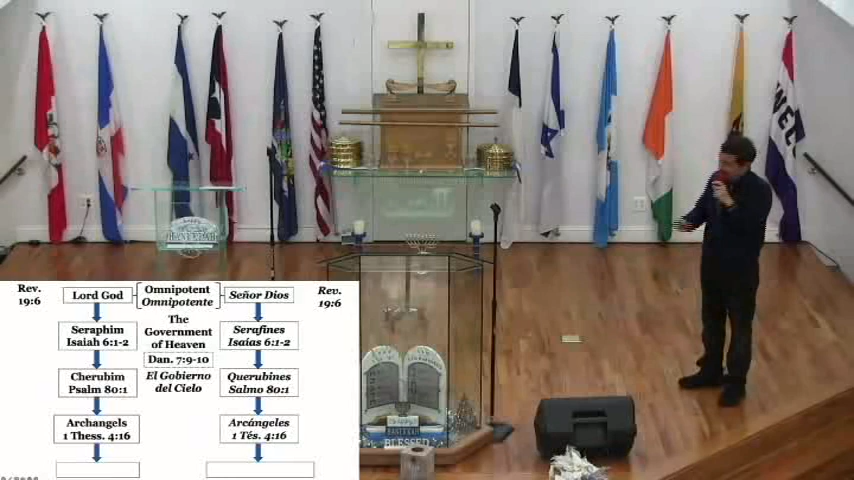 Rev.
19:6
Lord God
Omnipotent
Omnipotente
Señor Dios
Rev.
19:6
Seraphim
Isaiah 6:1-2
The
Government
of Heaven
Serafines
Isaías 6:1-2
Dan. 7:9-10
Cherubim
Psalm 80:1
El Gobierno
del Cielo
Querubines
Salmo 80:1
Archangels
1 Thess. 4:16
Arcángeles
1 Tés. 4:16
HANUKKAH
BLESSED